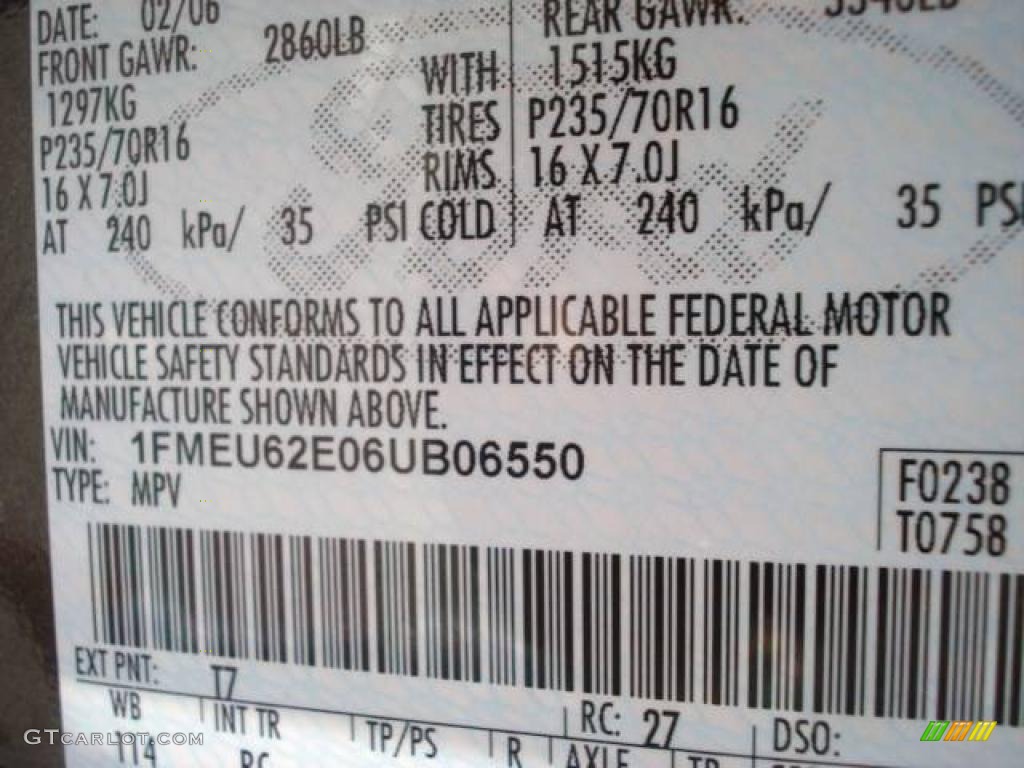 DATE: 02/06
FRONT GAWR: 2860LB
1297KG
P235/70R16
16 X 7.0J
AT 240 kPa/ 35 PSI COLD
WITH
TIRES
RIMS
REAR GAWR:
1515KG
P235/70R16
16 X 7.0J
AT 240 kPa/ 35 PSI
THIS VEHICLE CONFORMS TO ALL APPLICABLE FEDERAL MOTOR
VEHICLE SAFETY STANDARDS IN EFFECT ON THE DATE OF
MANUFACTURE SHOWN ABOVE.
VIN: 1FMEU62E06UB06550
TYPE: MPV
F0238
T0758
EXT PNT: T7
RC: 27
DSO:
WB
INT TR
TP/PS
R
AXLE
TR
114
GTcarlot.com